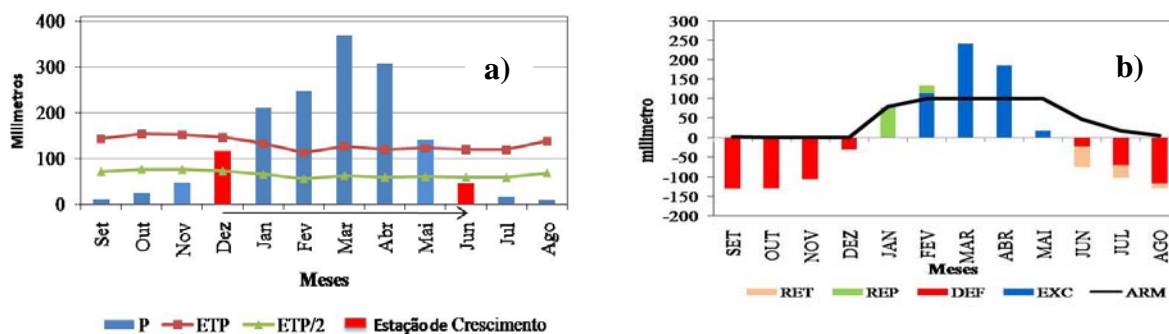 a)
Milimetros
400
300
200
100
0
Set Out Nov Dez Jan Fev Mar Abr Mai Jun Jul Ago
Meses
P ETP ETP/2 Estação de Crescimento
b)
milímetro
300
250
200
150
100
50
0
-50
-100
-150
-200
SET OUT NOV DEZ JAN FEV MAR ABR MAI JUN JUL AGO
Meses
RET REP DEF EXC ARM